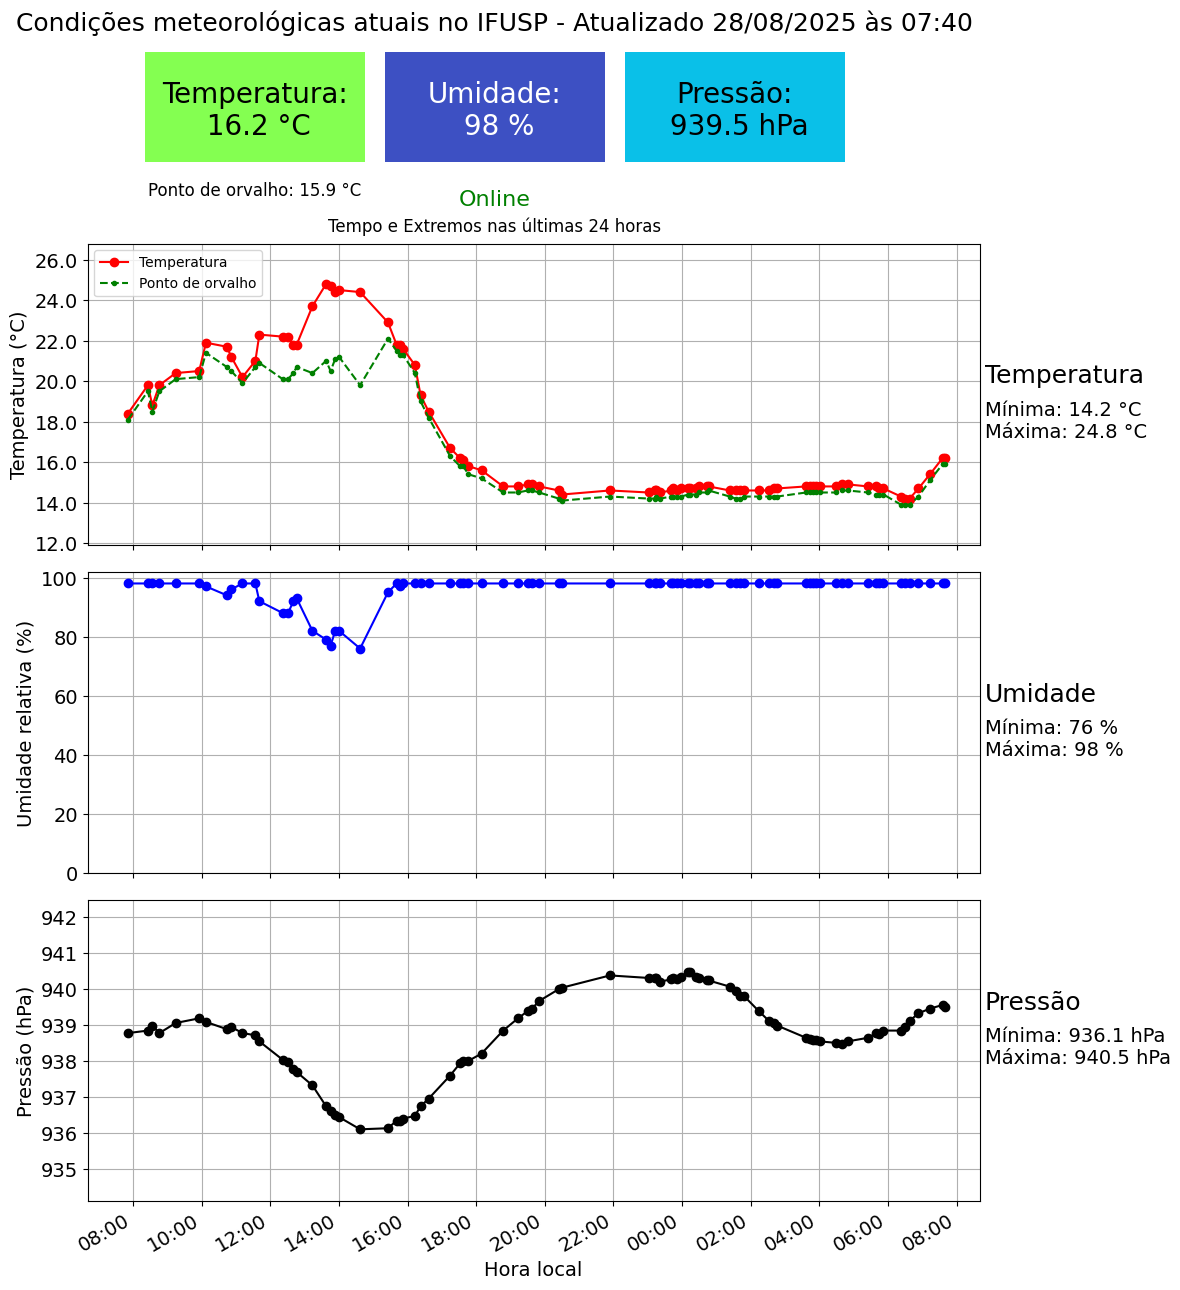 Condições meteorológicas atuais no IFUSP - Atualizado 28/08/2025 às 07:40
Temperatura:
16.2 °C
Umidade:
98 %
Pressão:
939.5 hPa
Ponto de orvalho: 15.9 °C
Online
Tempo e Extremos nas últimas 24 horas
Temperatura
Ponto de orvalho
Temperatura (°C)
26.0
24.0
22.0
20.0
18.0
16.0
14.0
12.0
Temperatura
Mínima: 14.2 °C
Máxima: 24.8 °C
Umidade relativa (%)
100
80
60
40
20
0
Umidade
Mínima: 76 %
Máxima: 98 %
Pressão (hPa)
942
941
940
939
938
937
936
935
Pressão
Mínima: 936.1 hPa
Máxima: 940.5 hPa
08:00
10:00
12:00
14:00
16:00
18:00
20:00
22:00
00:00
02:00
04:00
06:00
08:00
Hora local